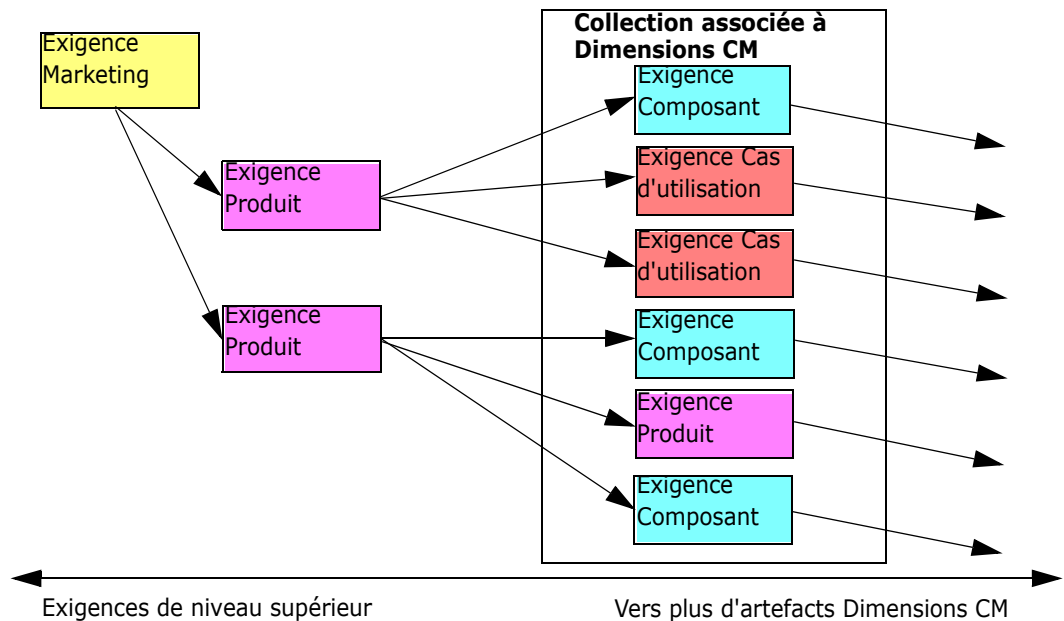 Collection associée à
Dimensions CM
Exigence
Marketing
Exigence
Composant
Exigence Cas
d'utilisation
Exigence
Produit
Exigence Cas
d'utilisation
Exigence
Produit
Exigence
Composant
Exigence
Produit
Exigence
Composant
Exigences de niveau supérieur
Vers plus d'artefacts Dimensions CM